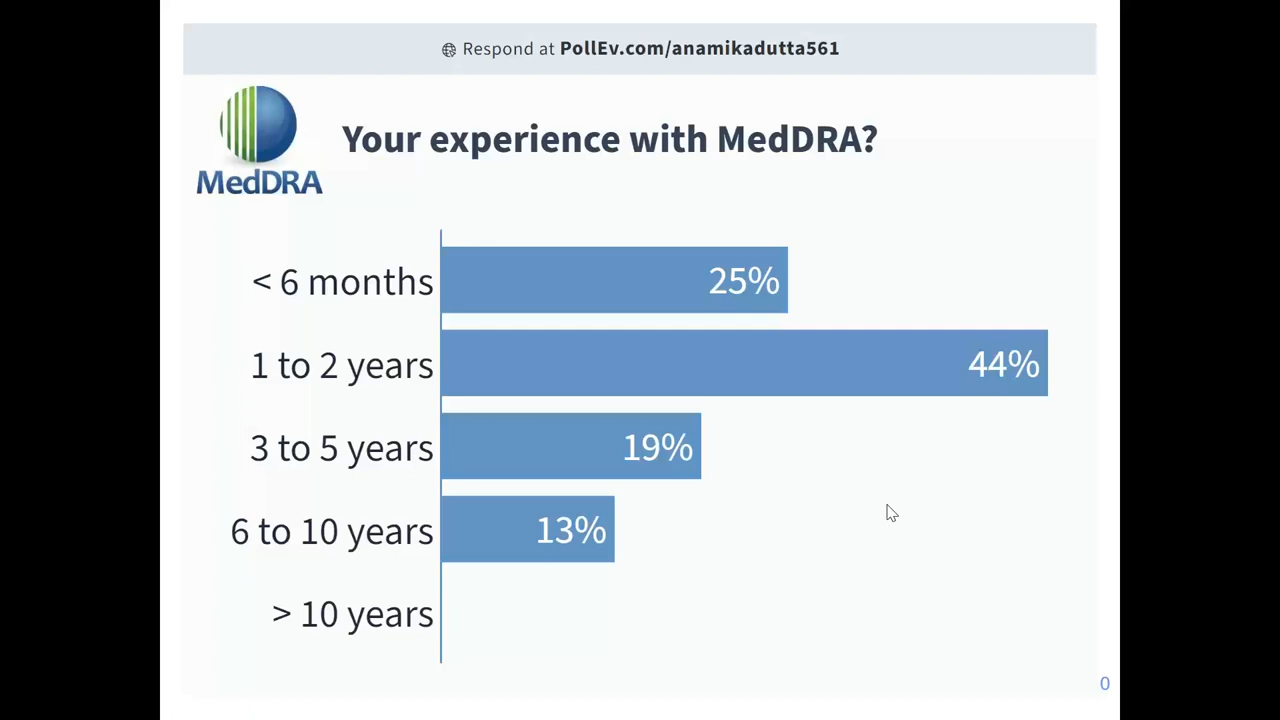 Respond at PollEv.com/anamikadutta561
Your experience with MedDRA?
MedDRA
< 6 months 25%
1 to 2 years 44%
3 to 5 years 19%
6 to 10 years 13%
> 10 years
0